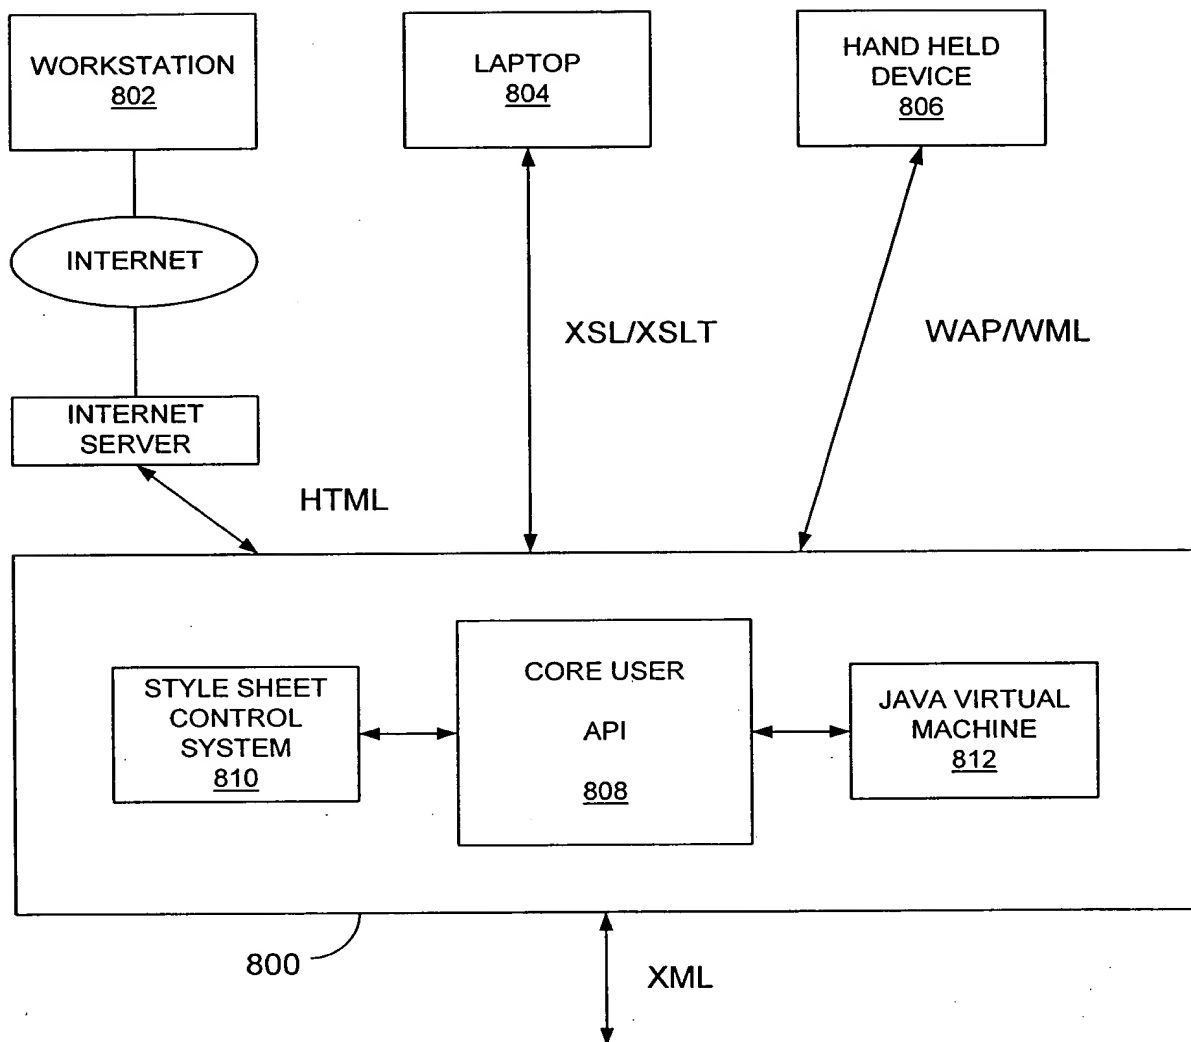 WORKSTATION
802
LAPTOP
804
HAND HELD
DEVICE
806
INTERNET
XSL/XSLT
WAP/WML
INTERNET
SERVER
HTML
STYLE SHEET
CONTROL
SYSTEM
810
CORE USER
API
808
JAVA VIRTUAL
MACHINE
812
800
XML